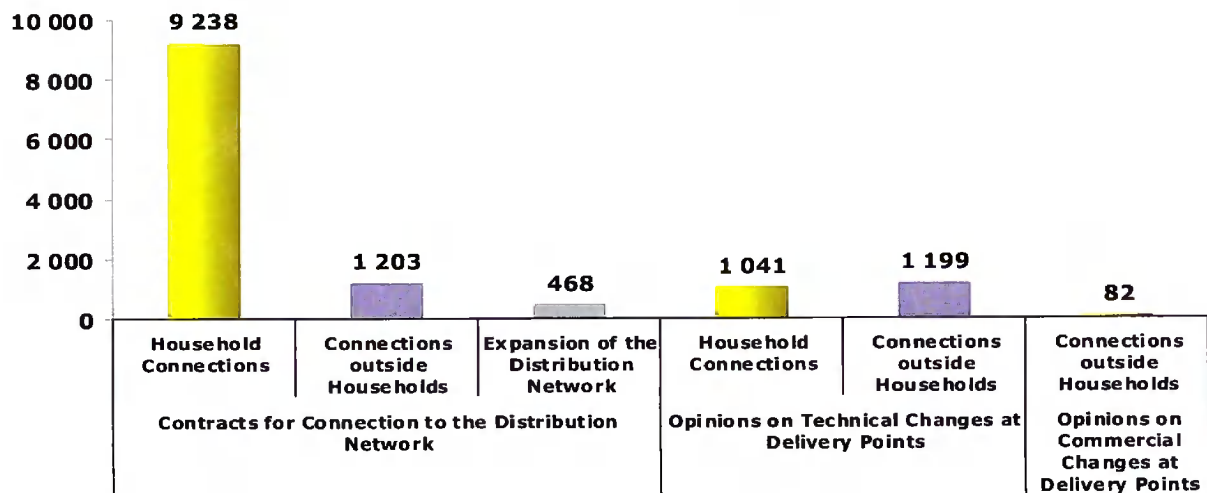 10 000
8 000
6 000
4 000
2 000
0
9 238
1 203
468
1 041
1 199
82
Household
Connections
Connections
outside
Households
Expansion of the
Distribution
Network
Household
Connections
Connections
outside
Households
Connections
outside
Households
Contracts for Connection to the Distribution
Network
Opinions on Technical Changes at
Delivery Points
Opinions on
Commercial
Changes at
Delivery Points